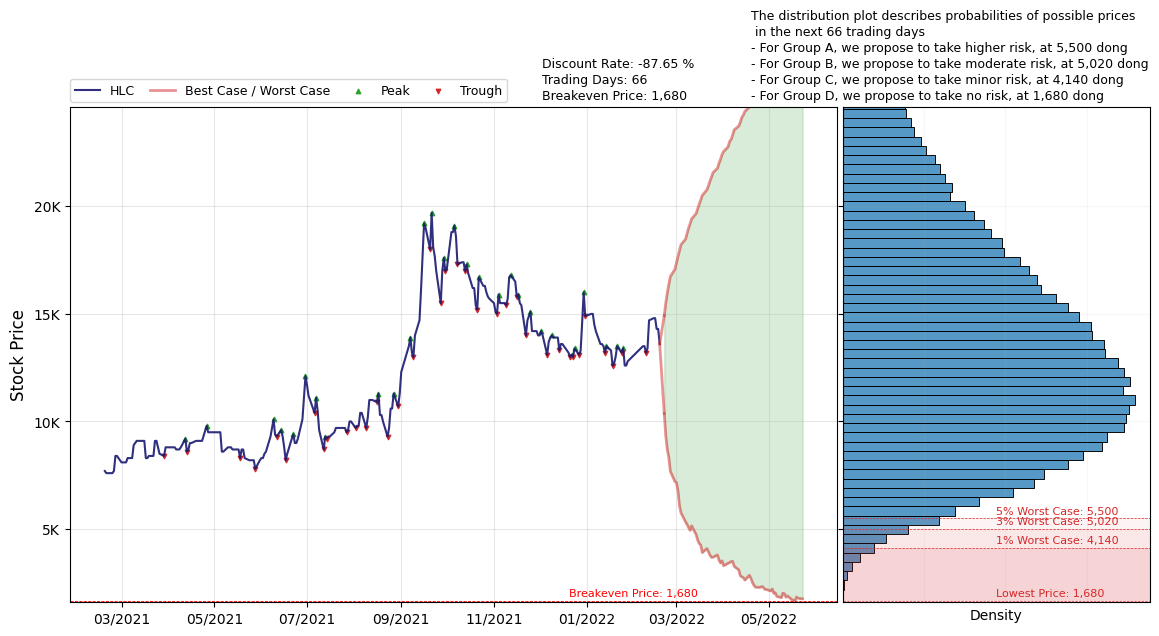 The distribution plot describes probabilities of possible prices
in the next 66 trading days
- For Group A, we propose to take higher risk, at 5,500 dong
- For Group B, we propose to take moderate risk, at 5,020 dong
- For Group C, we propose to take minor risk, at 4,140 dong
- For Group D, we propose to take no risk, at 1,680 dong
Discount Rate: -87.65 %
Trading Days: 66
Breakeven Price: 1,680
HLC
Best Case / Worst Case
Peak
Trough
Stock Price
20K
15K
10K
5K
03/2021
05/2021
07/2021
09/2021
11/2021
01/2022
03/2022
05/2022
Breakeven Price: 1,680
5% Worst Case: 5,500
3% Worst Case: 5,020
1% Worst Case: 4,140
Lowest Price: 1,680
Density